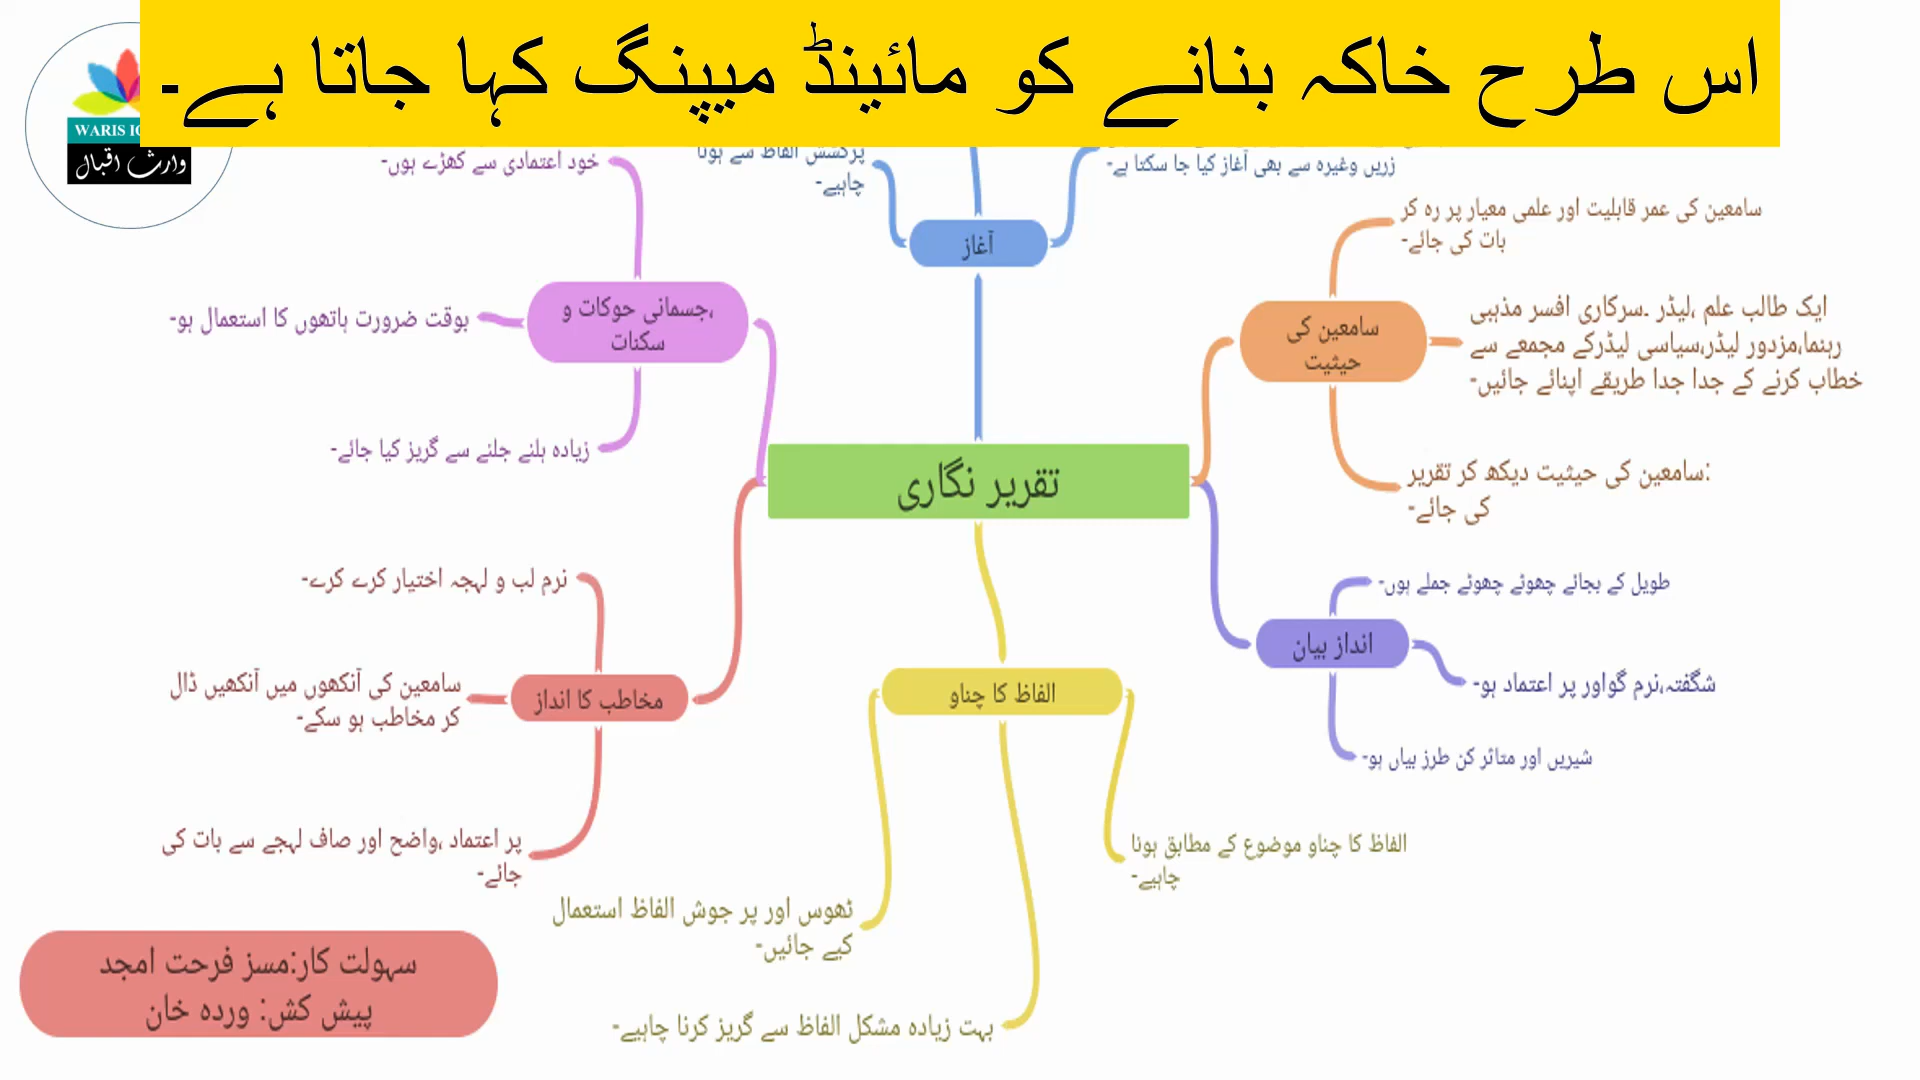 اس طرح خاکہ بنانے کو مائینڈ میپنگ کہا جاتا ہے۔
WARIS
وارث اقبال
خود اعتمادی سے کھڑے ہوں-
پرکشش الفاظ سے ہونا
چاہیے-
زریں وغیرہ سے بھی آغاز کیا جا سکتا ہے-
آغاز
سامعین کی عمر قابلیت اور علمی معیار پر رہ کر
بات کی جائے-
،جسمانی حوکات و
سکنات
بوقت ضرورت ہاتھوں کا استعمال ہو-
زیادہ ہلنے جلنے سے گریز کیا جائے-
سامعین کی
حیثیت
ایک طالب علم ،لیڈر ۔سرکاری افسر مذہبی
رہنما،مزدور لیڈر،سیاسی لیڈرکے مجمعے سے
خطاب کرنے کے جدا جدا طریقے اپنائے جائیں-
:سامعین کی حیثیت دیکھ کر تقریر
کی جائے-
تقریر نگاری
طویل کے بجائے چھوٹے چھوٹے جملے ہوں-
انداز بیان
شگفتہ،نرم گواور پر اعتماد ہو-
شیریں اور متاثر کن طرز بیاں ہو-
نرم لب و لہجہ اختیار کرے کرے-
مخاطب کا انداز
سامعین کی آنکھوں میں آنکھیں ڈال
کر مخاطب ہو سکے-
پر اعتماد ،واضح اور صاف لہجے سے بات کی
جائے-
الفاظ کا چناو
الفاظ کا چناو موضوع کے مطابق ہونا
چاہیے-
ٹھوس اور پر جوش الفاظ استعمال
کیے جائیں-
بہت زیادہ مشکل الفاظ سے گریز کرنا چاہیے-
سہولت کار:مسز فرحت امجد
پیش کش: وردہ خان